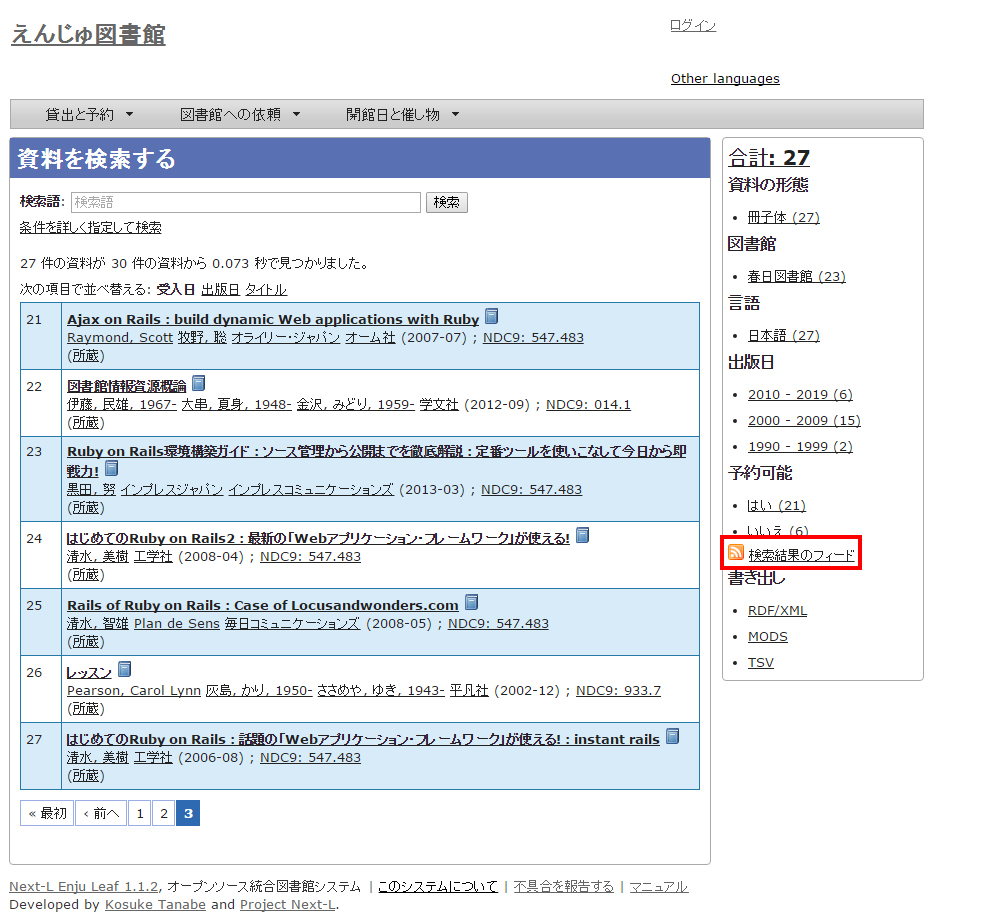 えんじゅ図書館
ログイン
Other languages
貸出と予約 ▼ 図書館への依頼 ▼ 開館日と催し物 ▼
資料を検索する
検索語: 検索語 検索
条件を詳しく指定して検索
27 件の資料が 30 件の資料から 0.073 秒で見つかりました。
次の項目で並べ替える: 受入日 出版日 タイトル
21 Ajax on Rails : build dynamic Web applications with Ruby
Raymond, Scott 牧野, 聡 オライリー・ジャパン オーム社 (2007-07) ; NDC9: 547.483
(所蔵)
22 図書館情報資源概論
伊藤, 民雄, 1967- 大串, 夏身, 1948- 金沢, みどり, 1959- 学文社 (2012-09) ; NDC9: 014.1
(所蔵)
23 Ruby on Rails環境構築ガイド : ソース管理から公開までを徹底解説 : 定番ツールを使いこなして今日から即
戦力!
黒田, 努 インプレスジャパン インプレスコミュニケーションズ (2013-03) ; NDC9: 547.483
(所蔵)
24 はじめてのRuby on Rails2 : 最新の「Webアプリケーション・フレームワーク」が使える!
清水, 美樹 工学社 (2008-04) ; NDC9: 547.483
(所蔵)
25 Rails of Ruby on Rails : Case of Locusandwonders.com
清水, 智雄 Plan de Sens 毎日コミュニケーションズ (2008-05) ; NDC9: 547.483
(所蔵)
26 レッスン
Pearson, Carol Lynn 灰島, かり, 1950- ささめや, ゆき, 1943- 平凡社 (2002-12) ; NDC9: 933.7
(所蔵)
27 はじめてのRuby on Rails : 話題の「Webアプリケーション・フレームワーク」が使える! : instant rails
清水, 美樹 工学社 (2006-08) ; NDC9: 547.483
(所蔵)
« 最初 ‹ 前へ 1 2 3
合計: 27
資料の形態
• 冊子体 (27)
図書館
• 春日図書館 (23)
言語
• 日本語 (27)
出版日
• 2010 - 2019 (6)
• 2000 - 2009 (15)
• 1990 - 1999 (2)
予約可能
• はい (21)
• いいえ (6)
検索結果のフィード
書き出し
• RDF/XML
• MODS
• TSV
Next-L Enju Leaf 1.1.2, オープンソース統合図書館システム | このシステムについて | 不具合を報告する | マニュアル
Developed by Kosuke Tanabe and Project Next-L.